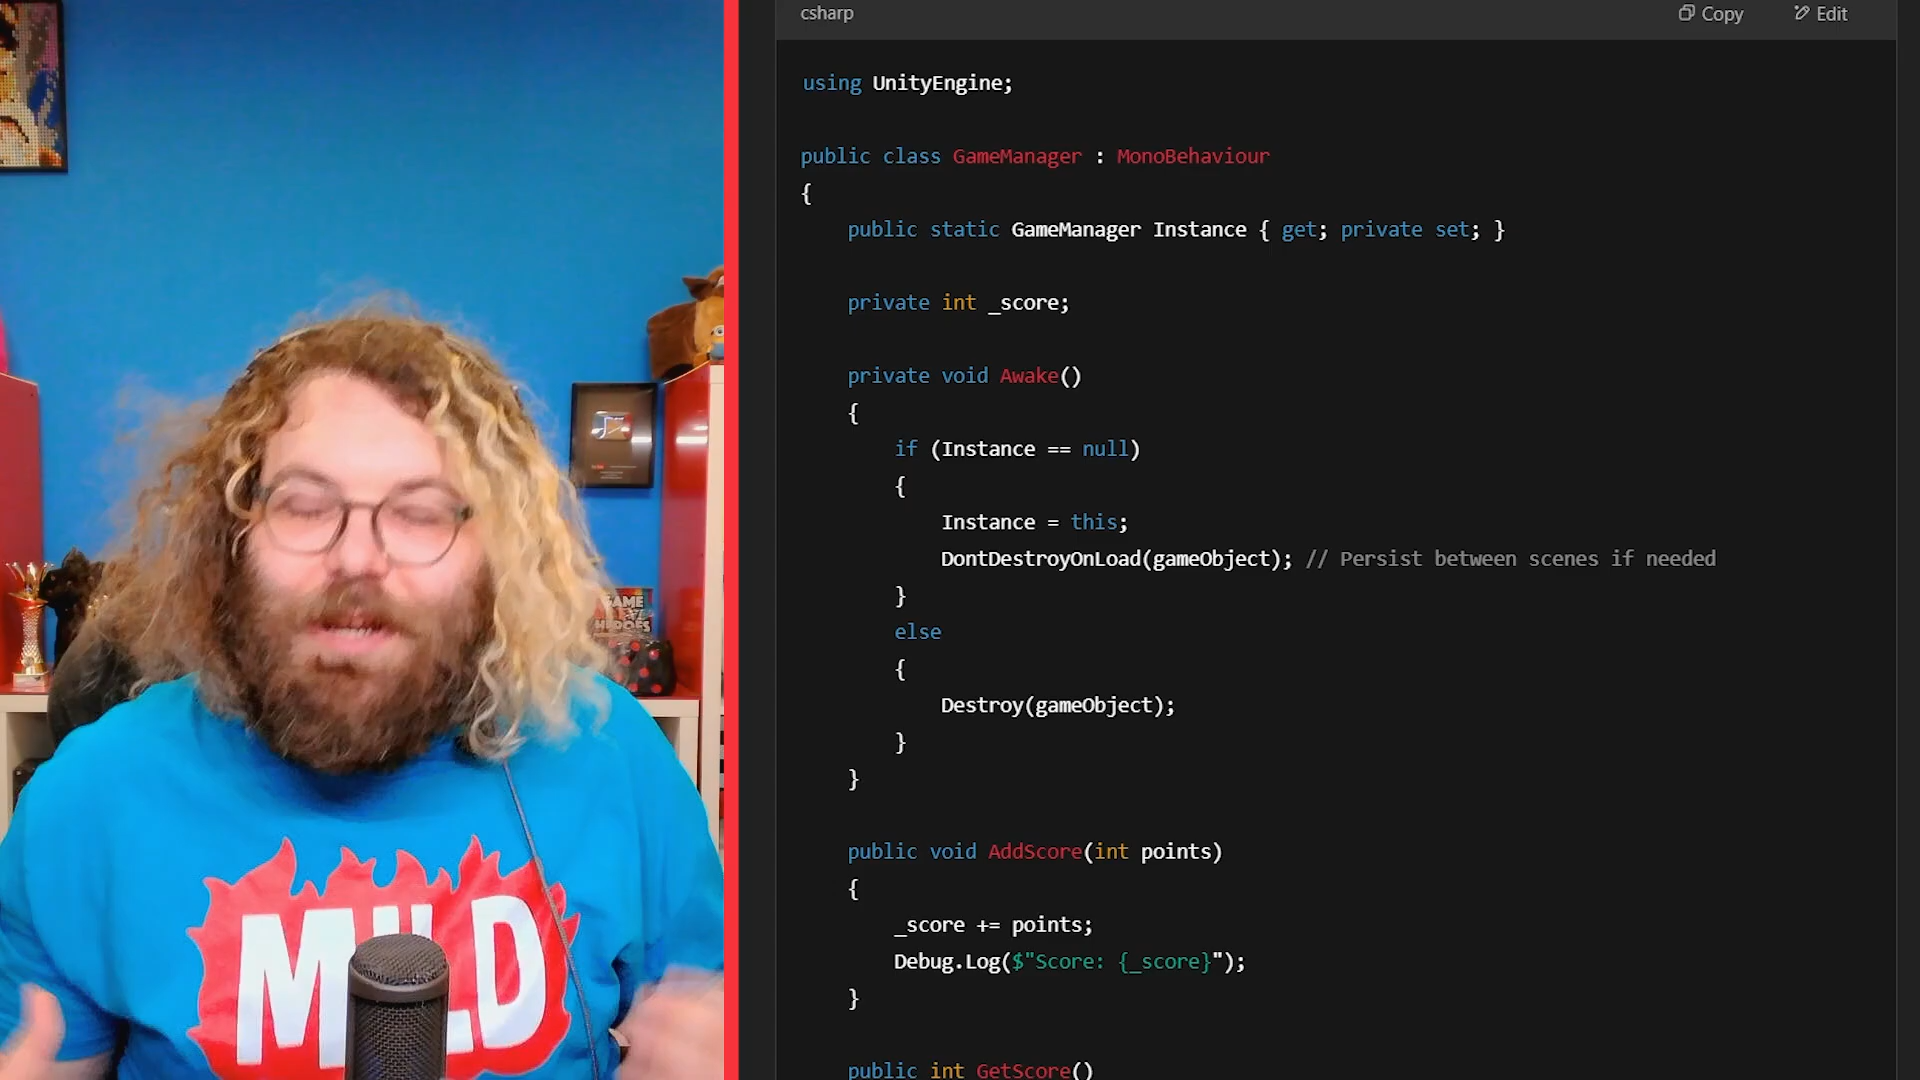 csharp
Copy
Edit
using UnityEngine;
public class GameManager : MonoBehaviour
{
public static GameManager Instance { get; private set; }
private int _score;
private void Awake()
{
if (Instance == null)
{
Instance = this;
DontDestroyOnLoad(gameObject); // Persist between scenes if needed
}
else
{
Destroy(gameObject);
}
}
public void AddScore(int points)
{
_score += points;
Debug.Log($"Score: {_score}");
}
public int GetScore()
GAME
HEROES